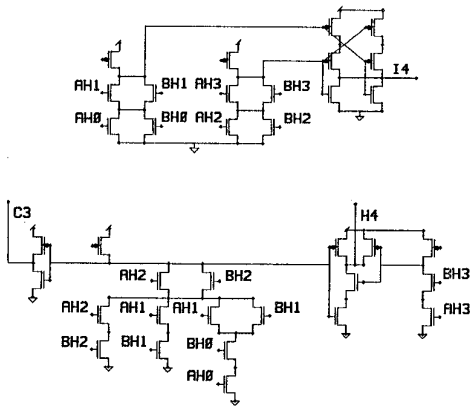 I4
AH1 BH1 AH3 BH3
AH0 BH0 AH2 BH2
C3 H4
AH2 BH2 BH3
AH2 AH1 AH1 BH1 AH3
BH2 BH1 BH0
AH0